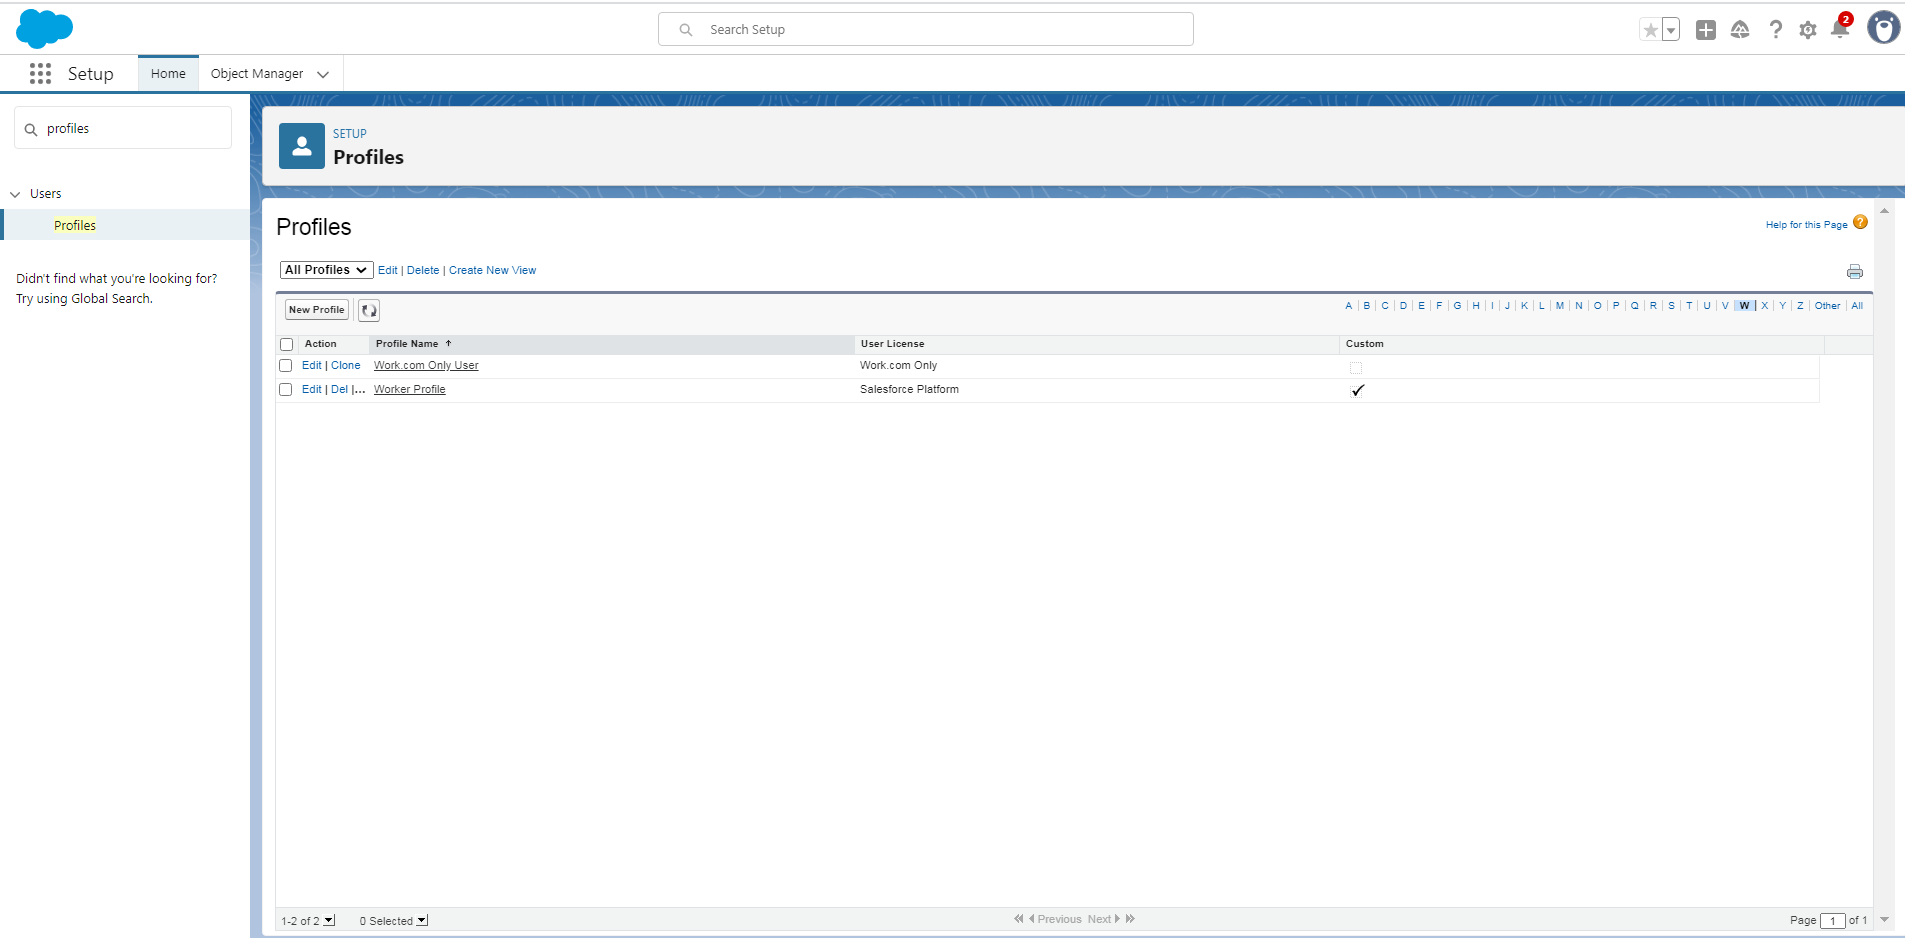 Search Setup
2
Setup
Home
Object Manager
profiles
Users
Profiles
Didn't find what you're looking for?
Try using Global Search.
SETUP
Profiles
Profiles
Help for this Page ?
All Profiles Edit | Delete | Create New View
New Profile
A | B | C | D | E | F | G | H | I | J | K | L | M | N | O | P | Q | R | S | T | U | V | W | X | Y | Z | Other | All
Action Profile Name ↑ User License Custom
Edit | Clone Work.com Only User Work.com Only
Edit | Del |... Worker Profile Salesforce Platform ✓
1-2 of 2 0 Selected Previous Next Page 1 of 1